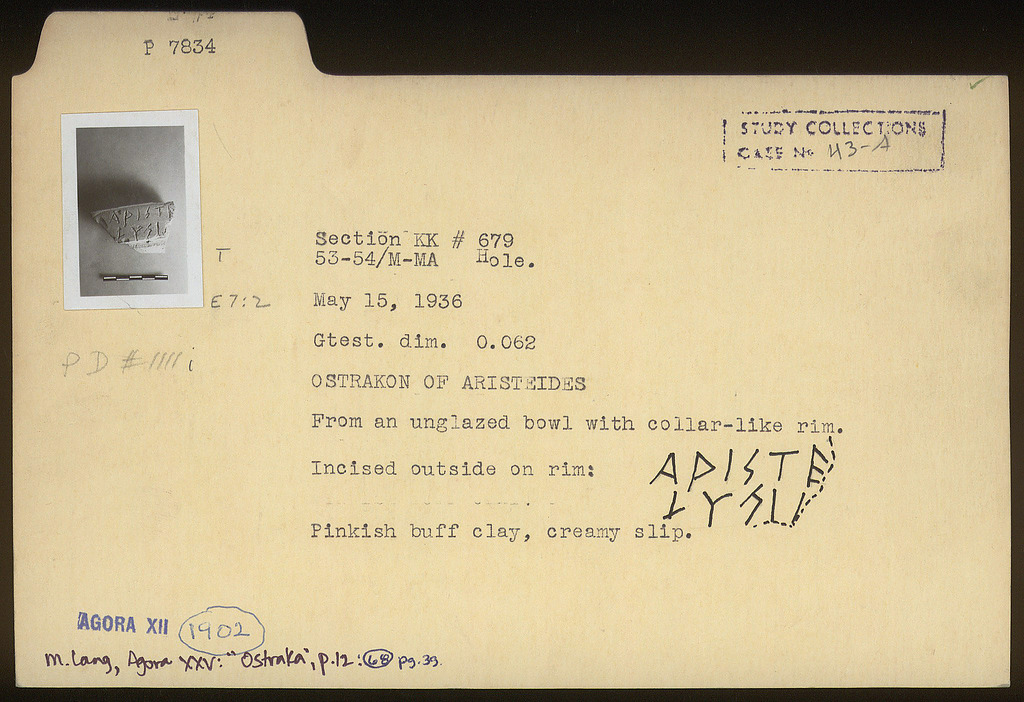 P 7834
STUDY COLLECTIONS
CASE No 43-A
Section KK # 679
53-54/M-MA Hole.
T
E 7:2
May 15, 1936
Gtest. dim. 0.062
P D # 1111 i
OSTRAKON OF ARISTEIDES
From an unglazed bowl with collar-like rim.
Incised outside on rim:
ΑΡΙΣΤΕ
ΛΥΣΙ
Pinkish buff clay, creamy slip.
AGORA XII 1902
M. Lang, Agora XXV: "Ostraka", p.12: 68 pg. 39.